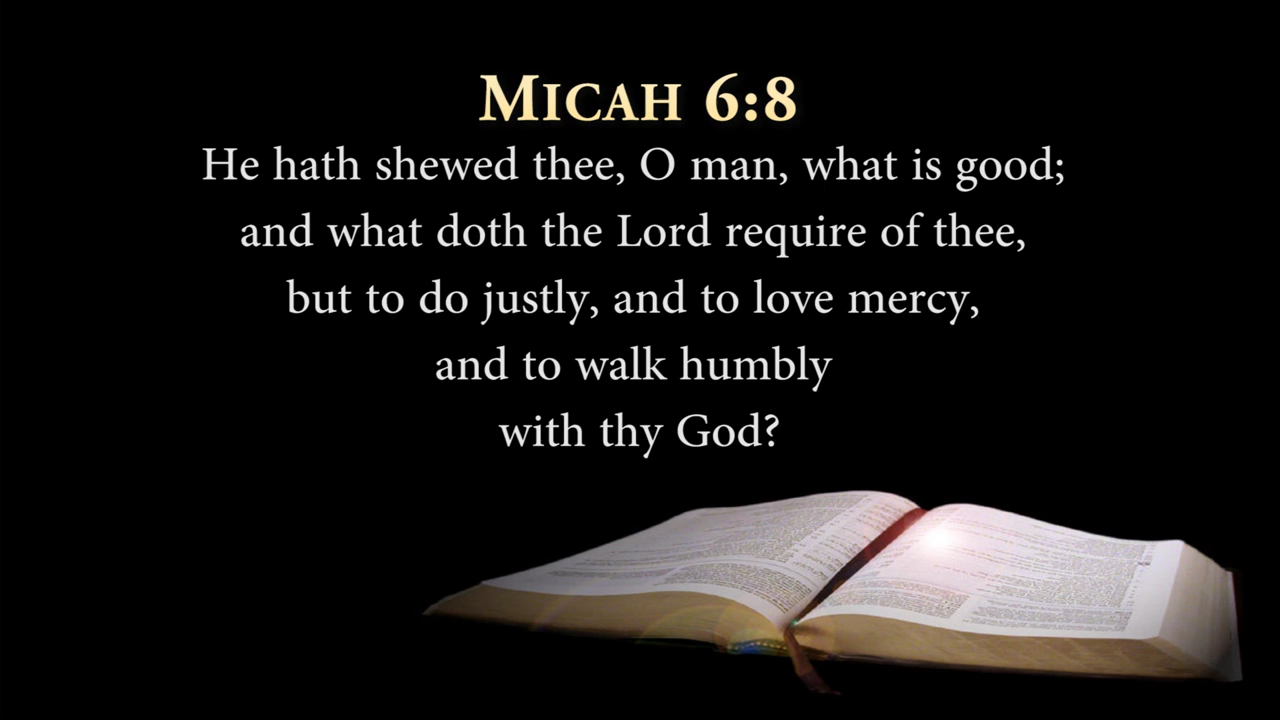 Micah 6:8
He hath shewed thee, O man, what is good;
and what doth the Lord require of thee,
but to do justly, and to love mercy,
and to walk humbly
with thy God?